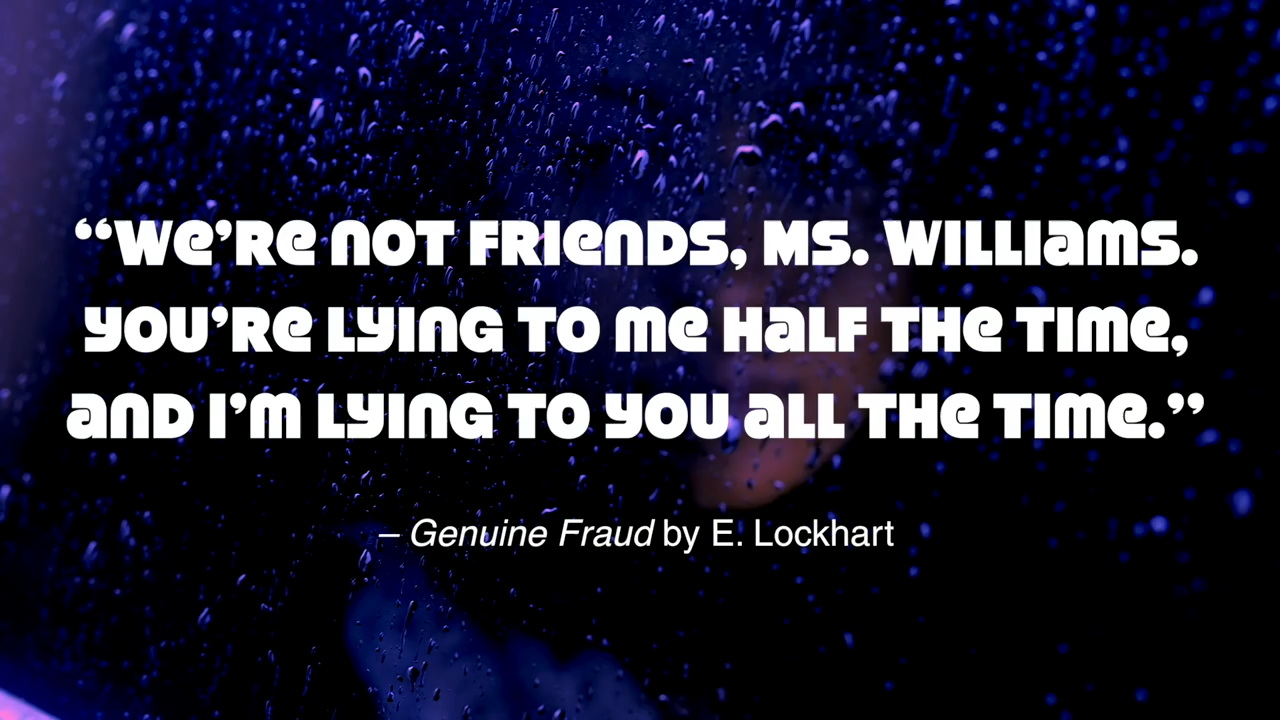 “We’re not friends, Ms. Williams.
You’re lying to me half the time,
and I’m lying to you all the time.”
– Genuine Fraud by E. Lockhart